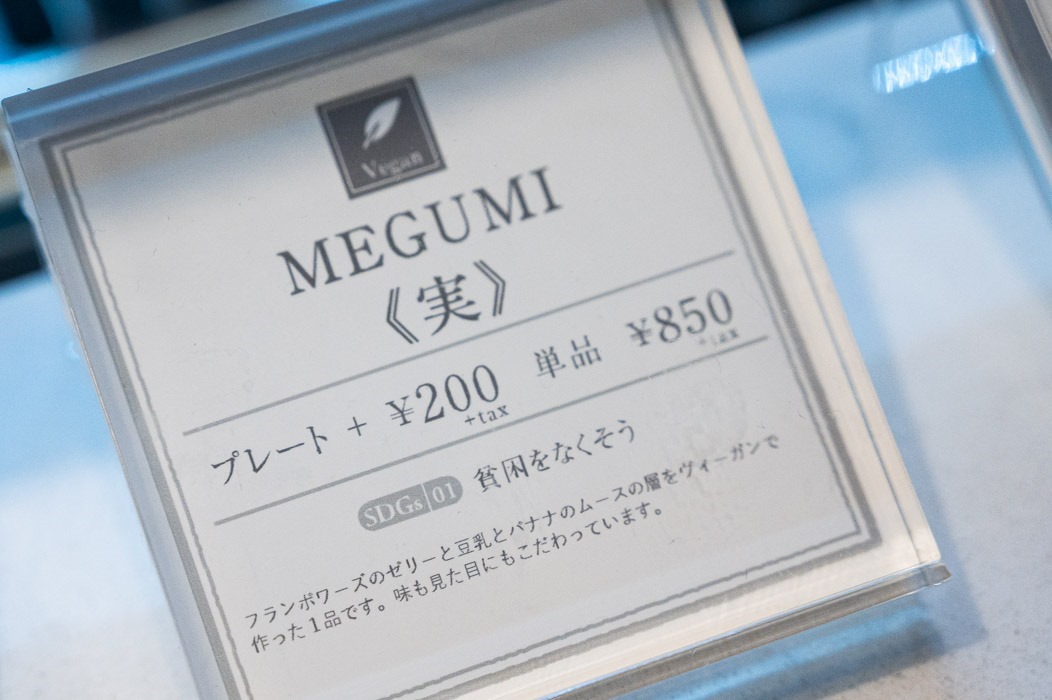 Vegan
MEGUMI
《実》
プレート + ¥200 +tax 単品 ¥850 +tax
SDGs 01 貧困をなくそう
フランボワーズのゼリーと豆乳とバナナのムースの層をヴィーガンで
作った1品です。味も見た目にもこだわっています。